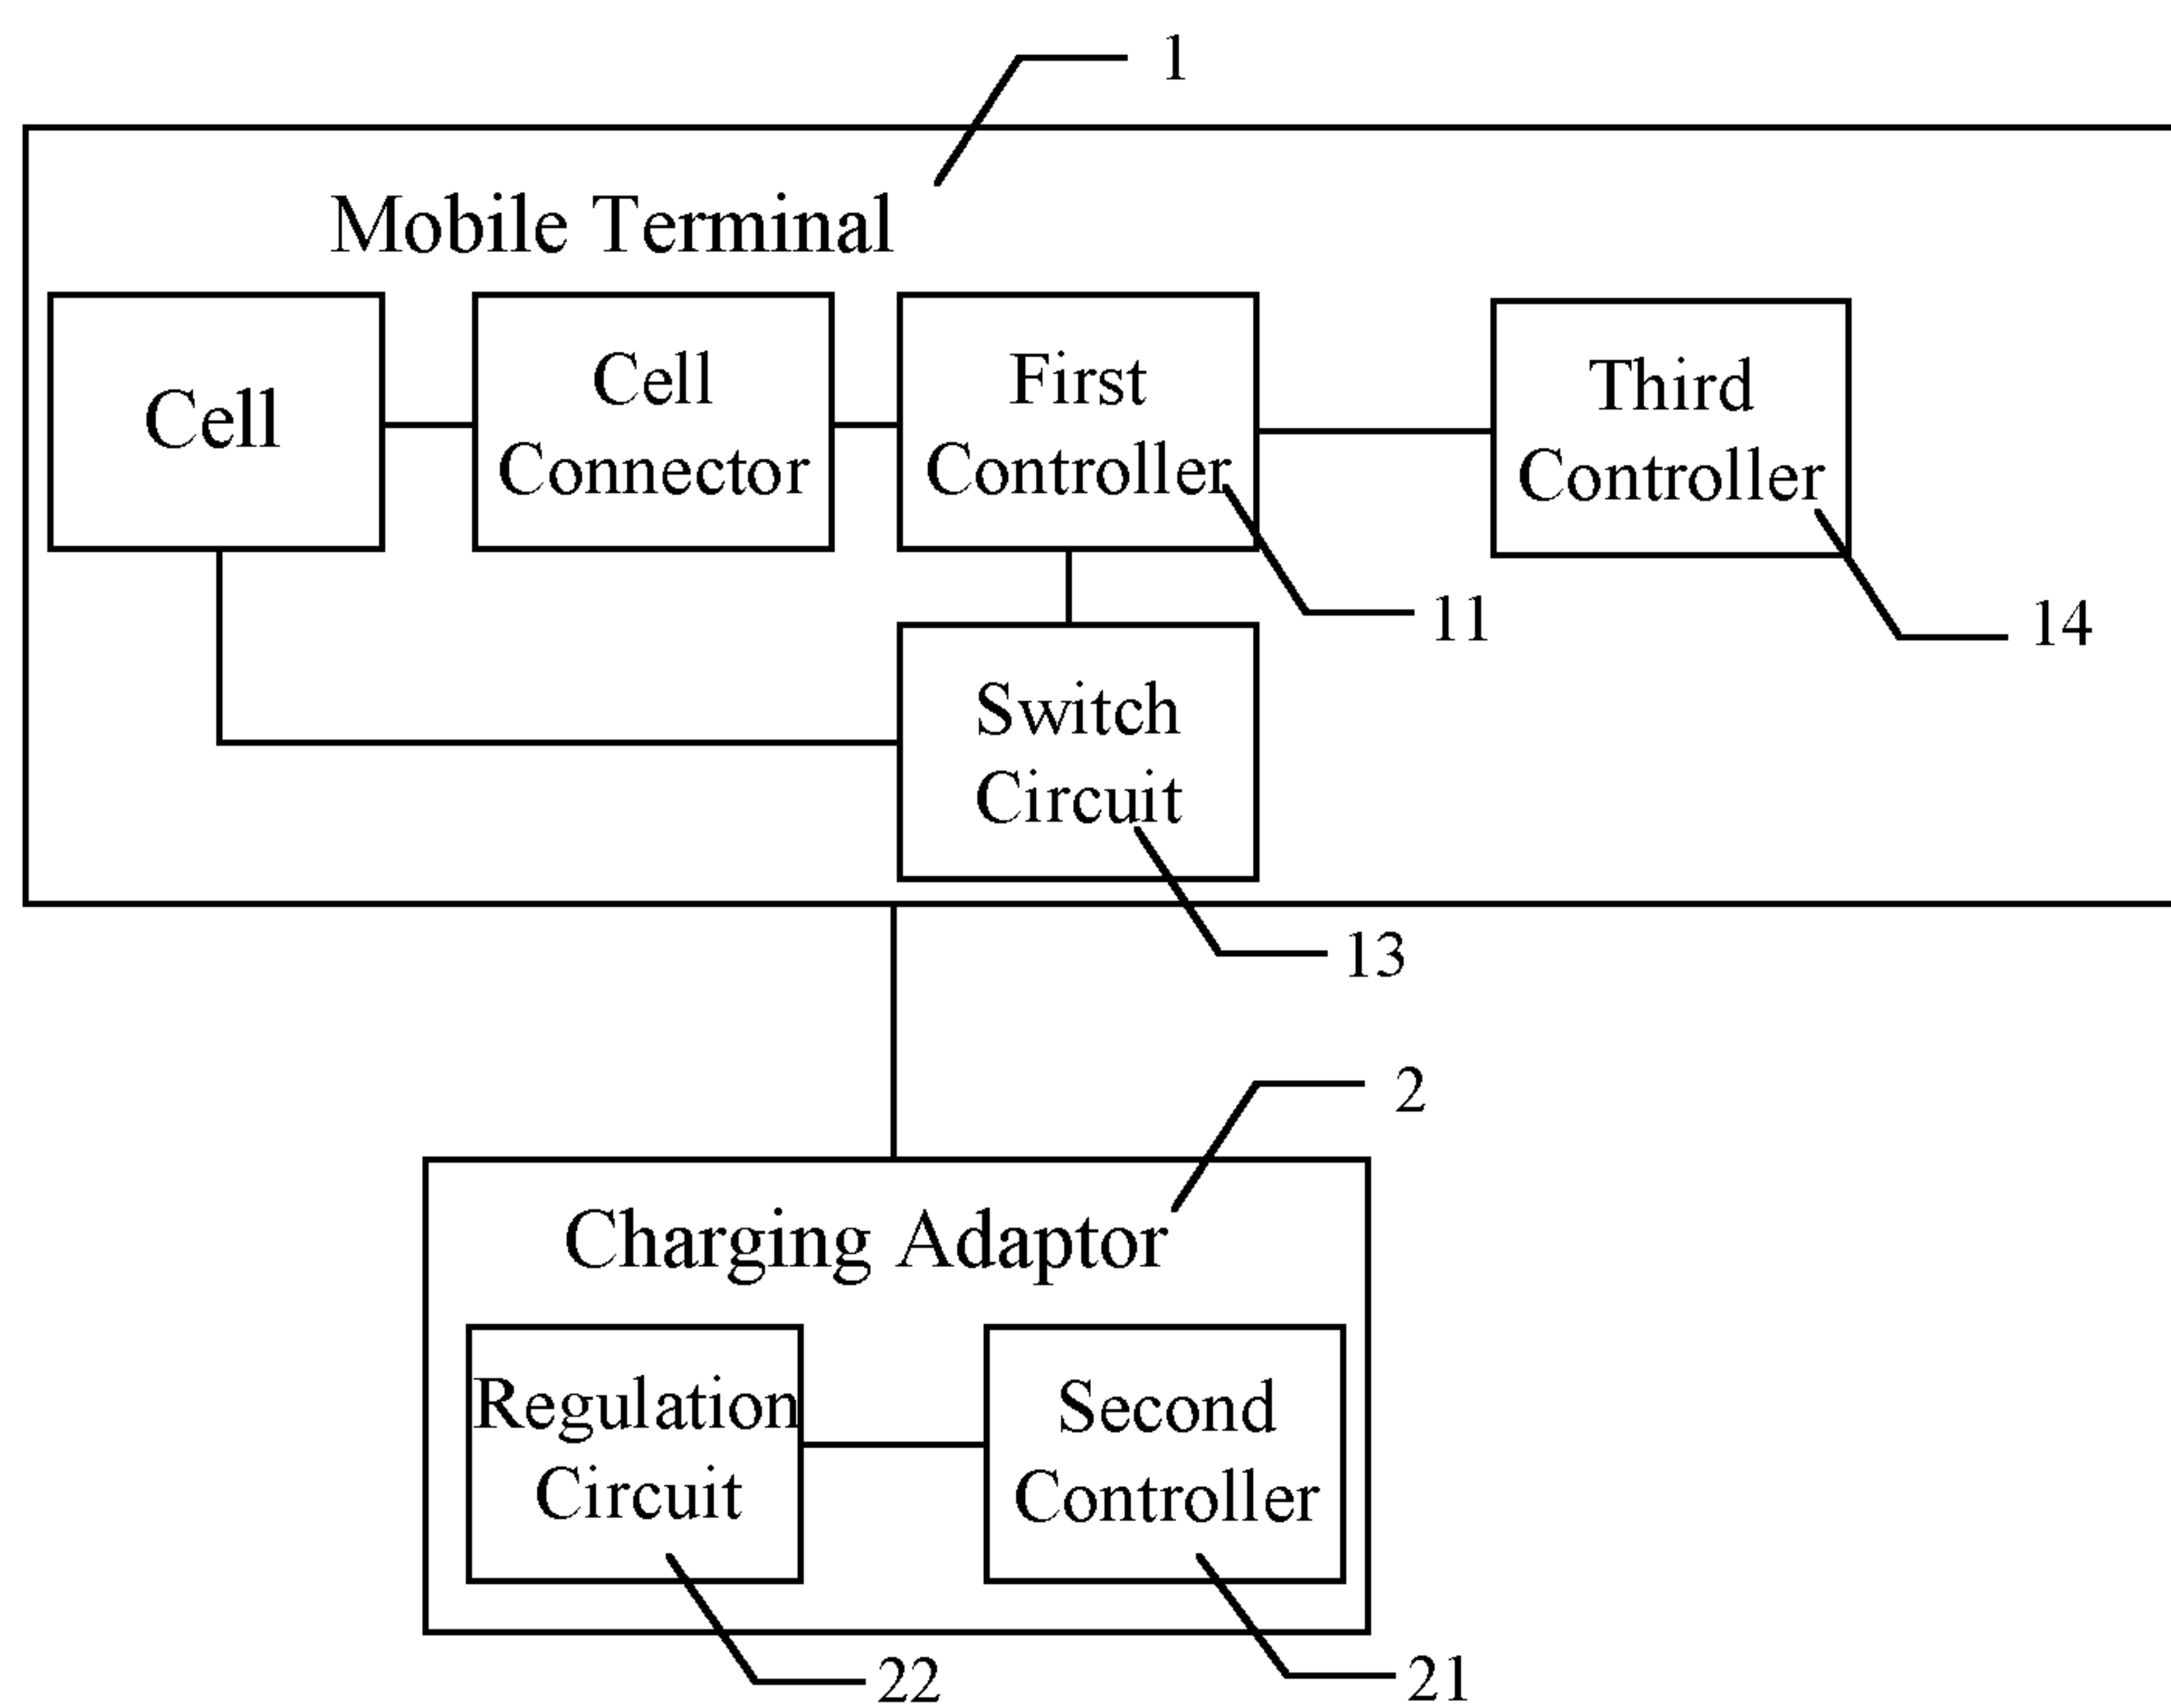 1
Mobile Terminal
Cell
Cell
Connector
First
Controller
Third
Controller
11
14
Switch
Circuit
13
2
Charging Adaptor
Regulation
Circuit
Second
Controller
22
21